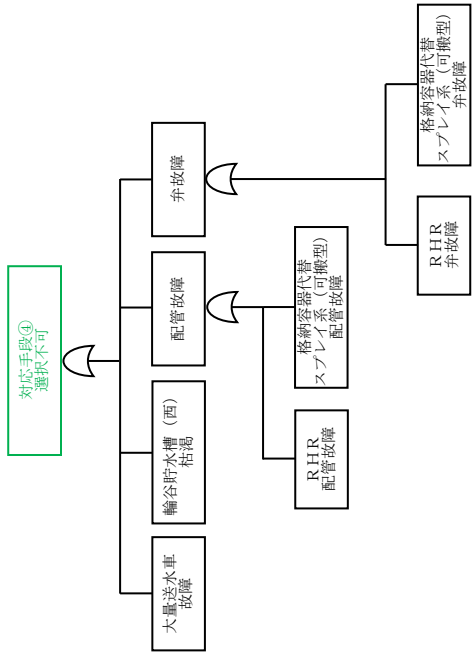 対応手段④
選択不可
大量送水車
故障
輪谷貯水槽（西）
枯渇
配管故障
弁故障
RHR
配管故障
格納容器代替
スプレイ系（可搬型）
配管故障
RHR
弁故障
格納容器代替
スプレイ系（可搬型）
弁故障